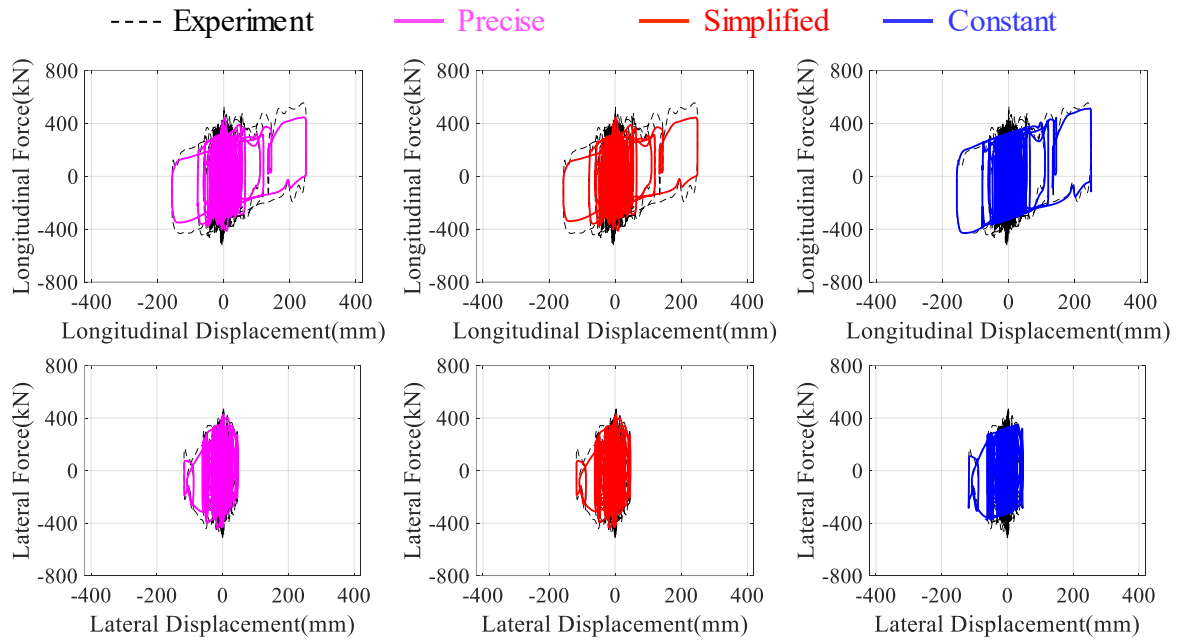 Experiment Precise Simplified Constant
Longitudinal Force(kN) 800 400 0 -400 -800
-400 -200 0 200 400
Longitudinal Displacement(mm)
Longitudinal Force(kN) 800 400 0 -400 -800
-400 -200 0 200 400
Longitudinal Displacement(mm)
Longitudinal Force(kN) 800 400 0 -400 -800
-400 -200 0 200 400
Longitudinal Displacement(mm)
Lateral Force(kN) 800 400 0 -400 -800
-400 -200 0 200 400
Lateral Displacement(mm)
Lateral Force(kN) 800 400 0 -400 -800
-400 -200 0 200 400
Lateral Displacement(mm)
Lateral Force(kN) 800 400 0 -400 -800
-400 -200 0 200 400
Lateral Displacement(mm)